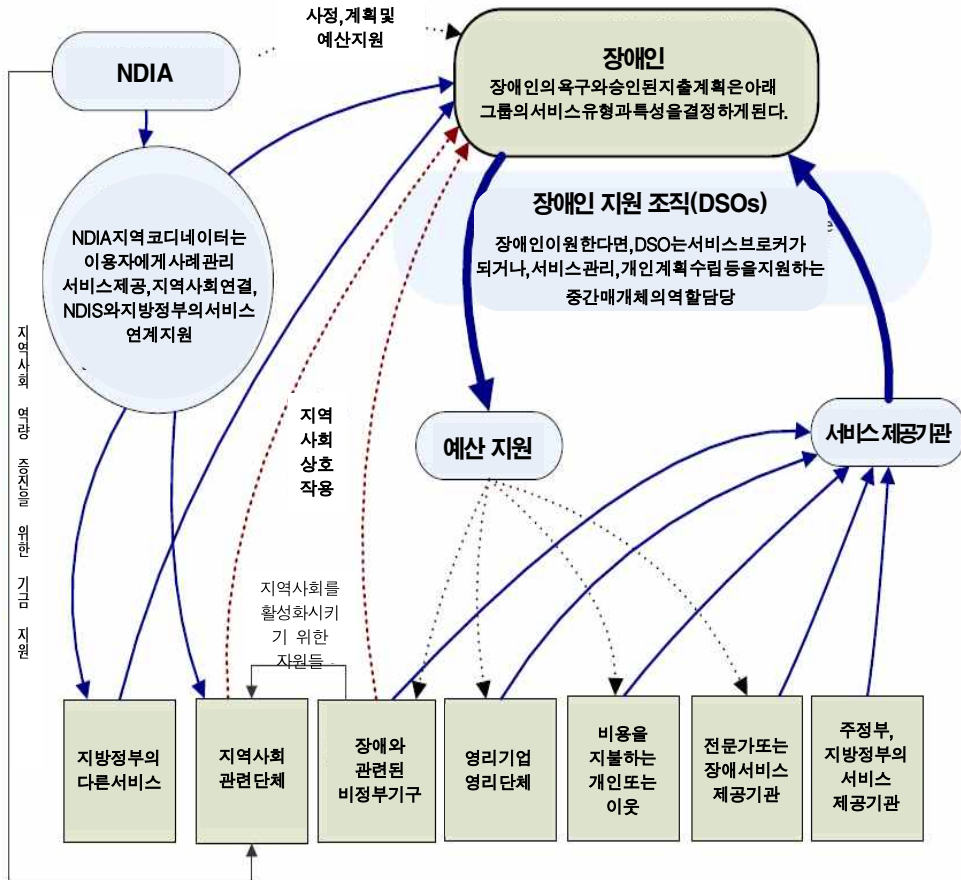 사정,계획및
예산지원
NDIA
장애인
장애인의욕구와승인된지출계획은아래
그룹의서비스유형과특성을결정하게된다.
장애인 지원 조직(DSOs)
장애인이원한다면,DSO는서비스브로커가
되거나,서비스관리,개인계획수립등을지원하는
중간매개체의역할담당
NDIA지역코디네이터는
이용자에게사례관리
서비스제공,지역사회연결,
NDIS와지방정부의서비스
연계지원
지역사회 역량 증진을 위한 기금 지원
지역
사회
상호
작용
예산 지원
서비스 제공기관
지역사회를
활성화시키
기 위한
자원들
지방정부의
다른서비스
지역사회
관련단체
장애와
관련된
비정부기구
영리기업
영리단체
비용을
지불하는
개인또는
이웃
전문가또는
장애서비스
제공기관
주정부,
지방정부의
서비스
제공기관